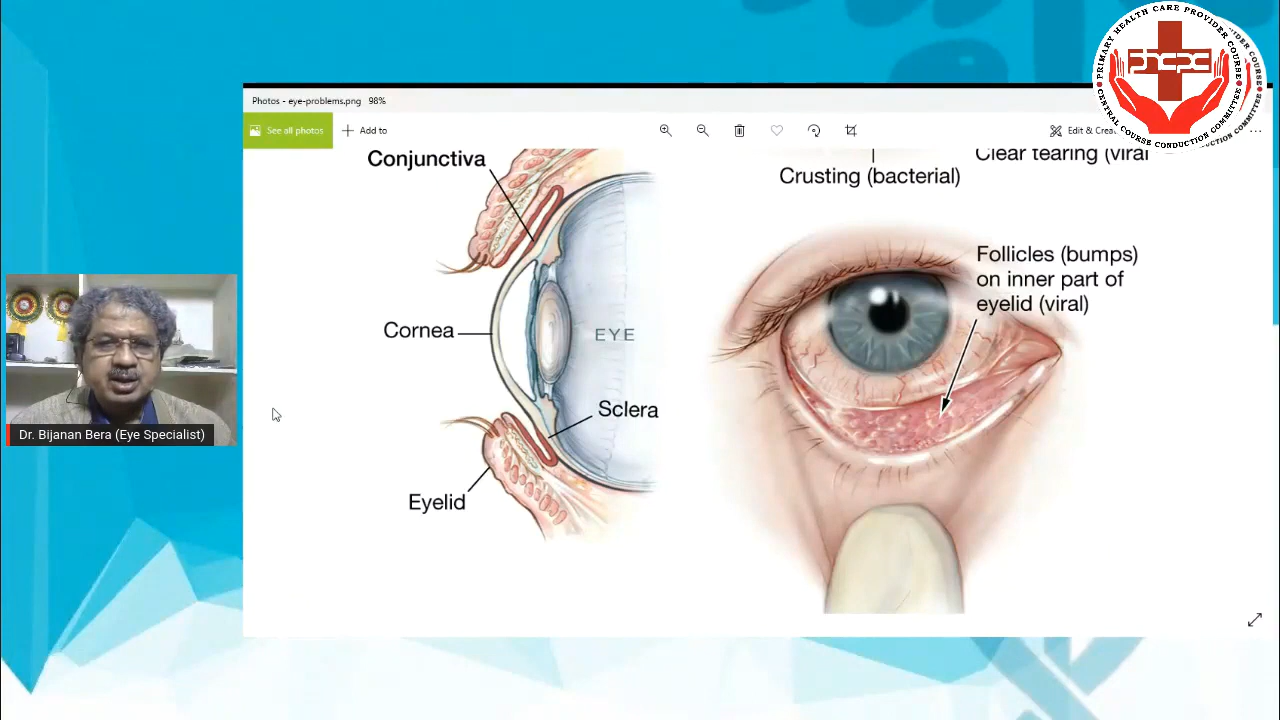 PRIMARY HEALTH CARE PROVIDER COURSE
phcpc
CENTRAL COURSE CONDUCTION COMMITTEE
Photos - eye-problems.png 98%
See all photos
Add to
Edit & Crea
Conjunctiva
Cornea
EYE
Sclera
Eyelid
Crusting (bacterial)
Clear tearing (viral
Follicles (bumps)
on inner part of
eyelid (viral)
Dr. Bijanan Bera (Eye Specialist)